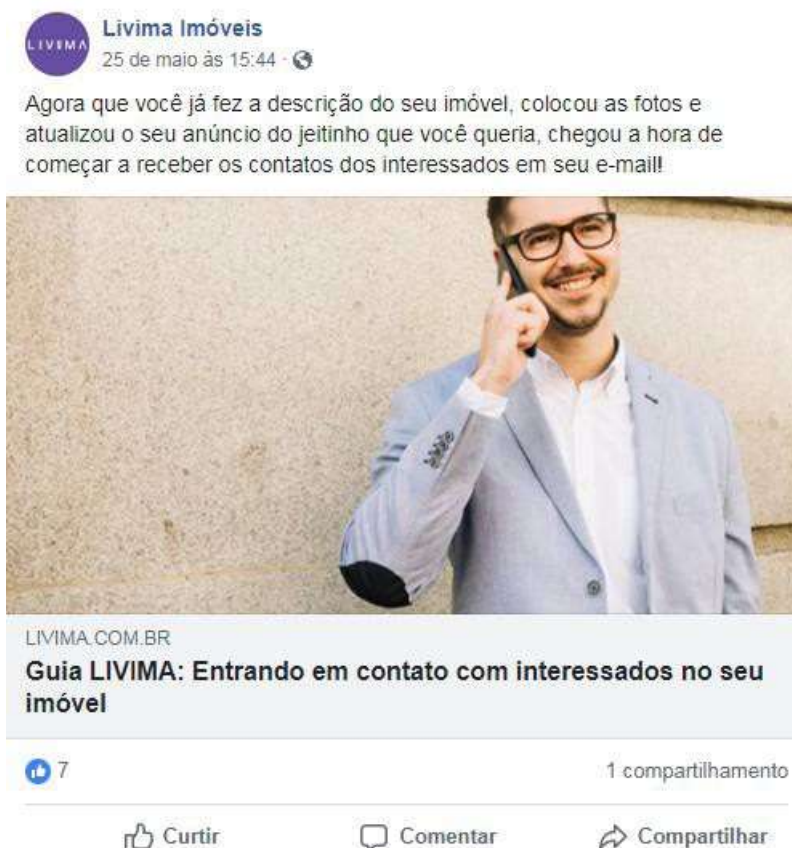 LIVIMA
Livima Imóveis
25 de maio às 15:44 ·
Agora que você já fez a descrição do seu imóvel, colocou as fotos e
atualizou o seu anúncio do jeitinho que você queria, chegou a hora de
começar a receber os contatos dos interessados em seu e-mail!
LIVIMA.COM.BR
Guia LIVIMA: Entrando em contato com interessados no seu
imóvel
7
1 compartilhamento
Curtir
Comentar
Compartilhar